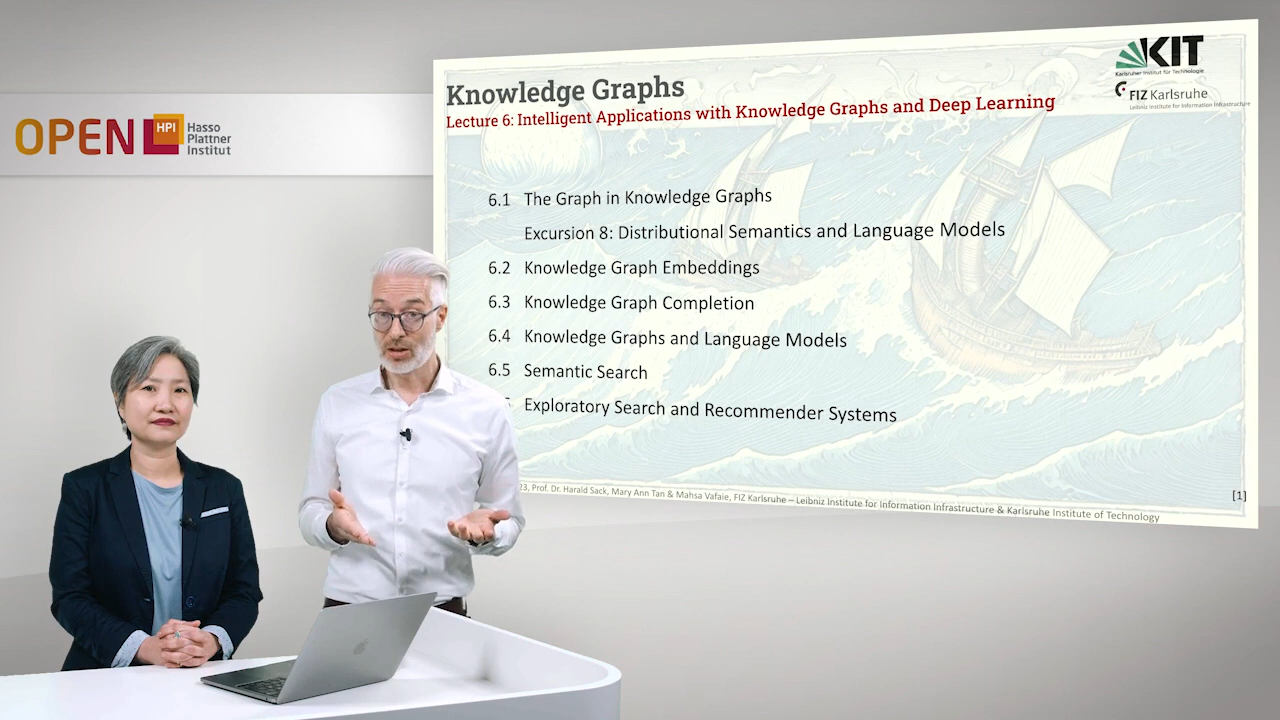 OPEN HPI Hasso
Plattner
Institut
KIT
Karlsruher Institut für Technologie
FIZ Karlsruhe
Leibniz Institute for Information Infrastructure
Knowledge Graphs
Lecture 6: Intelligent Applications with Knowledge Graphs and Deep Learning
6.1 The Graph in Knowledge Graphs
Excursion 8: Distributional Semantics and Language Models
6.2 Knowledge Graph Embeddings
6.3 Knowledge Graph Completion
6.4 Knowledge Graphs and Language Models
6.5 Semantic Search
Exploratory Search and Recommender Systems
23, Prof. Dr. Harald Sack, Mary Ann Tan & Mahsa Vafaie, FIZ Karlsruhe – Leibniz Institute for Information Infrastructure & Karlsruhe Institute of Technology
[1]